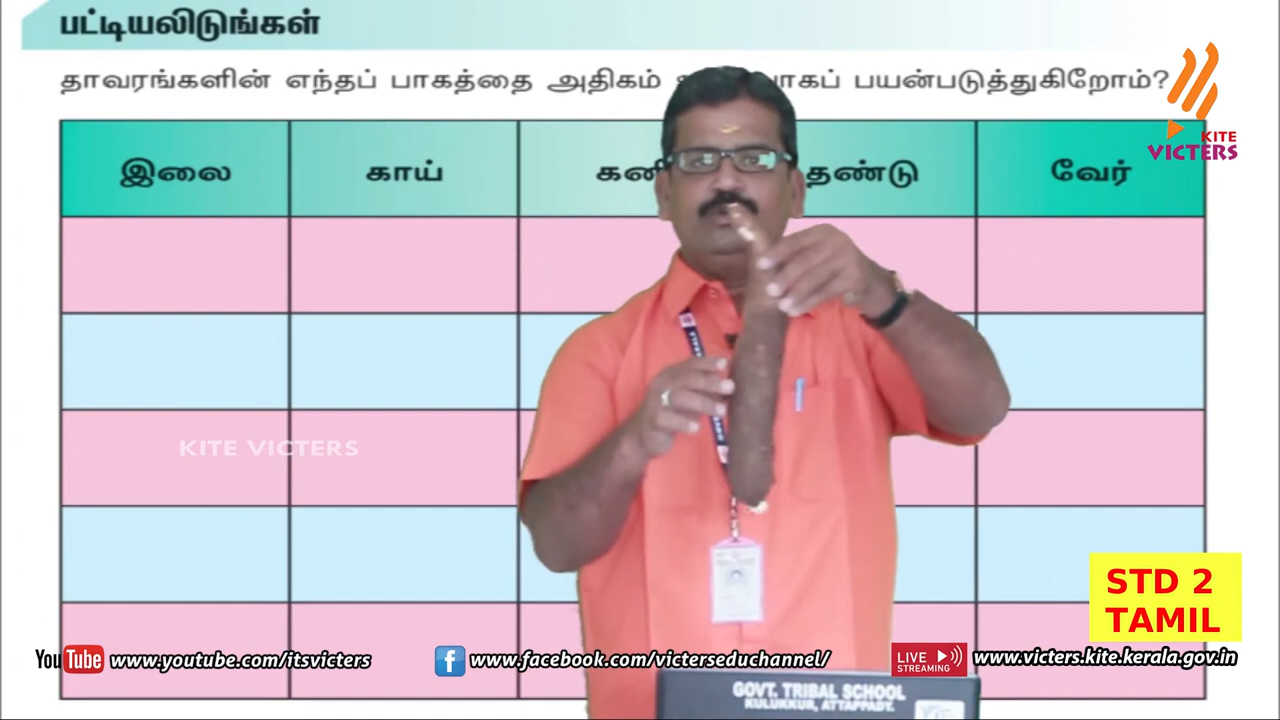 பட்டியலிடுங்கள்
தாவரங்களின் எந்தப் பாகத்தை அதிகம் பயன்படுத்துகிறோம்?
KITE
VICTERS
இலை காய் தண்டு வேர்
KITE VICTERS
STD 2
TAMIL
YouTube www.youtube.com/itsvicters f www.facebook.com/victerseduchannel/ LIVE STREAMING www.victers.kite.kerala.gov.in
GOVT. TRIBAL SCHOOL
KULUKKUR, ATTAPPADY.